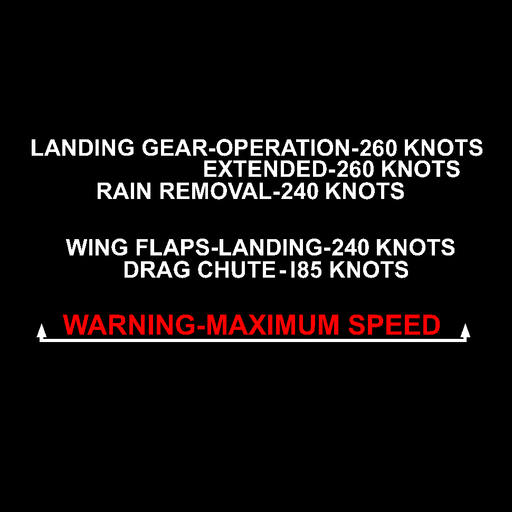 LANDING GEAR-OPERATION-260 KNOTS
EXTENDED-260 KNOTS
RAIN REMOVAL-240 KNOTS
WING FLAPS-LANDING-240 KNOTS
DRAG CHUTE-I85 KNOTS
WARNING-MAXIMUM SPEED